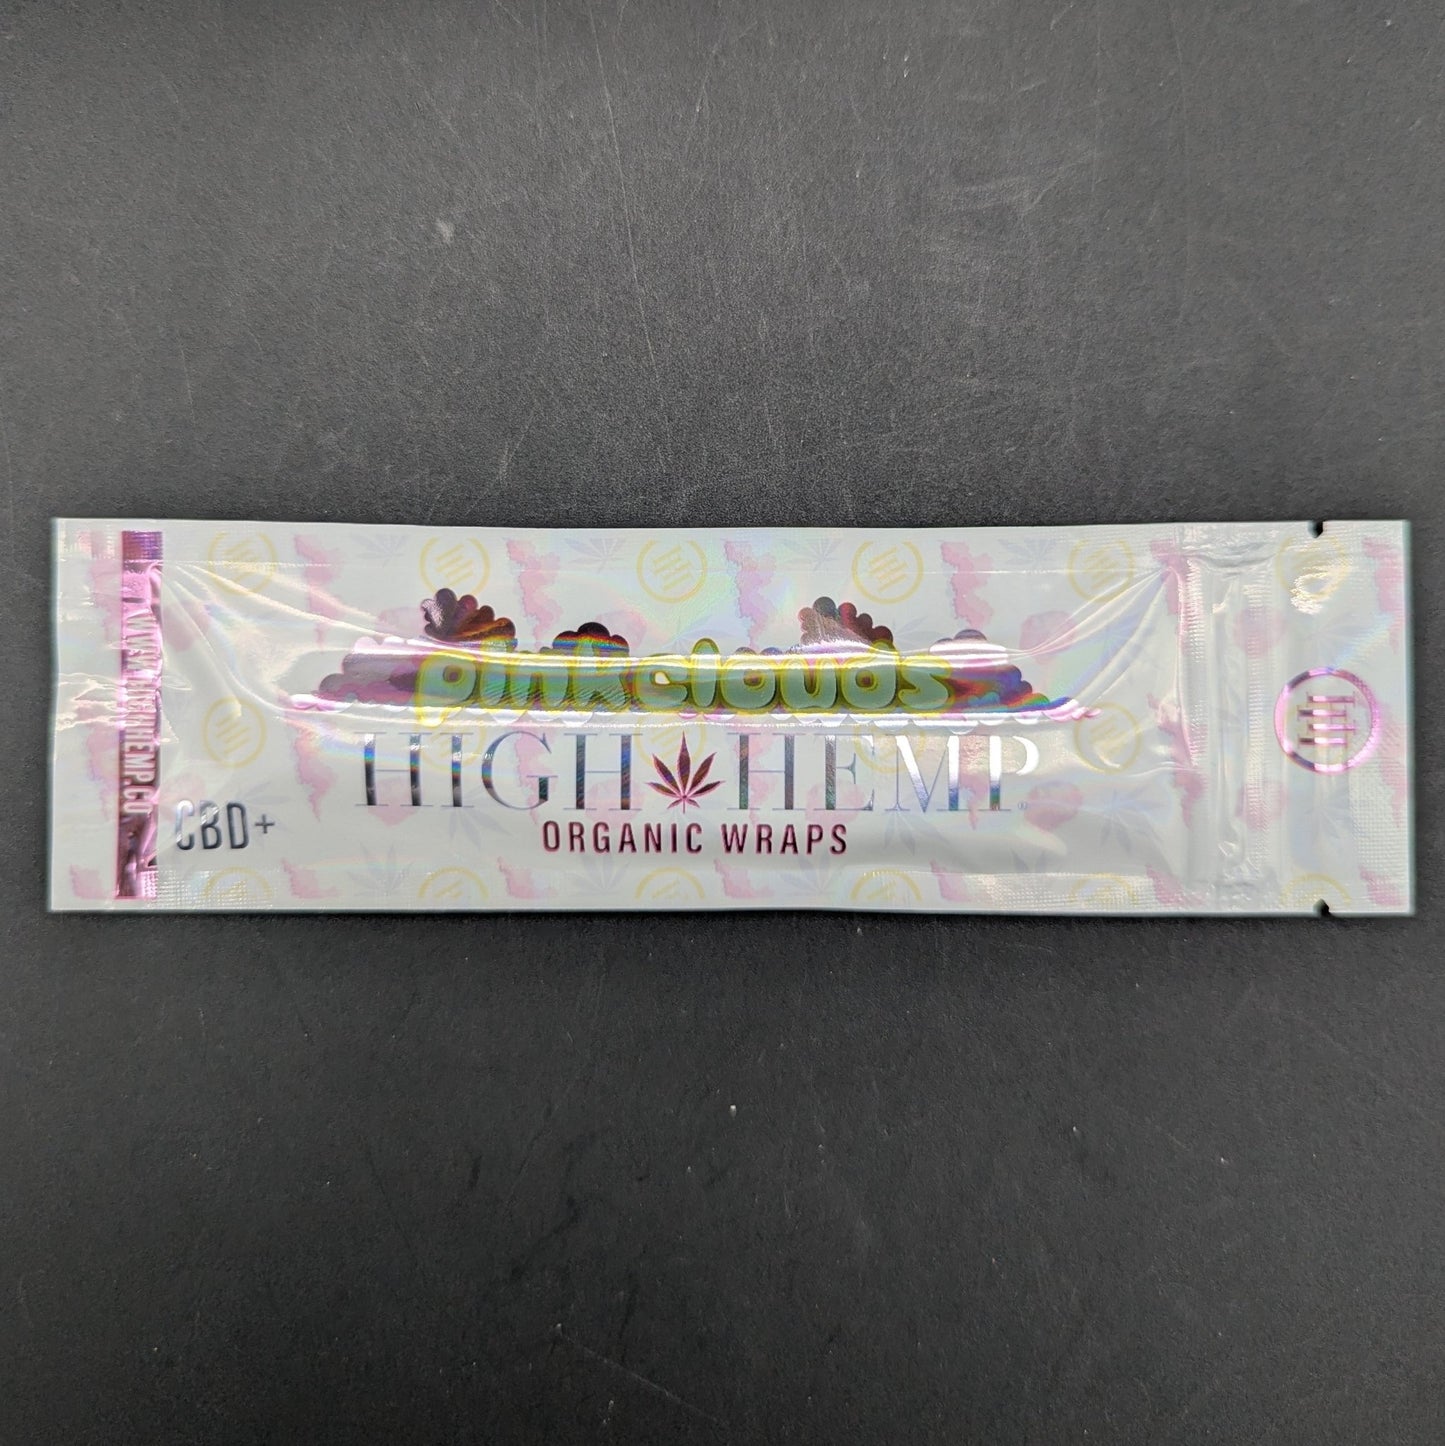 pinkclouds
HIGH HEMP®
ORGANIC WRAPS
CBD+